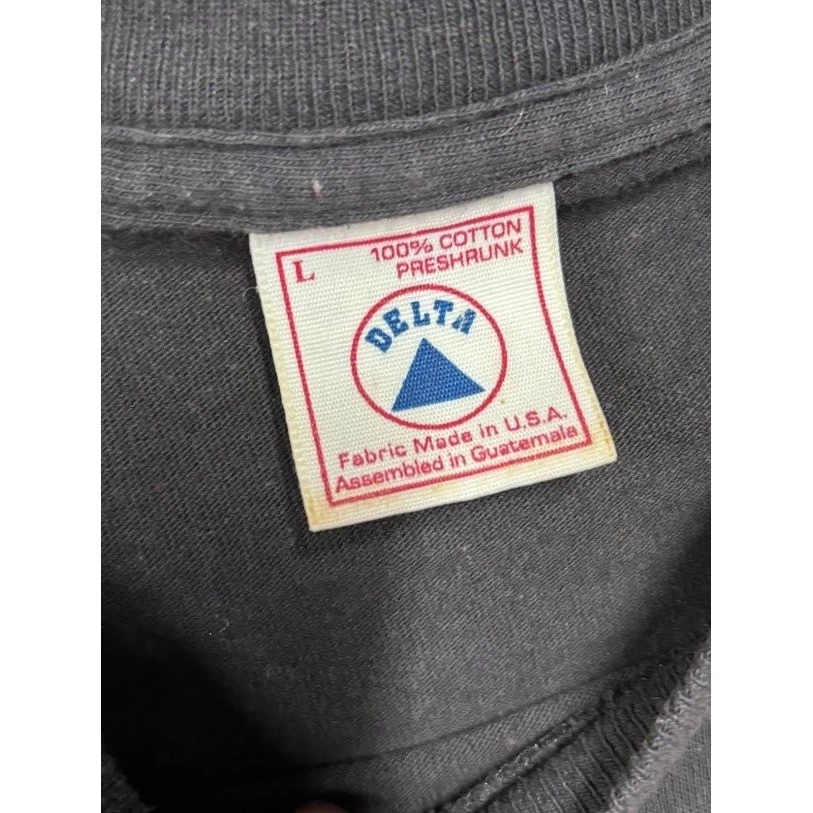 L
100% COTTON
PRESHRUNK
DELTA
Fabric Made in U.S.A.
Assembled in Guatemala